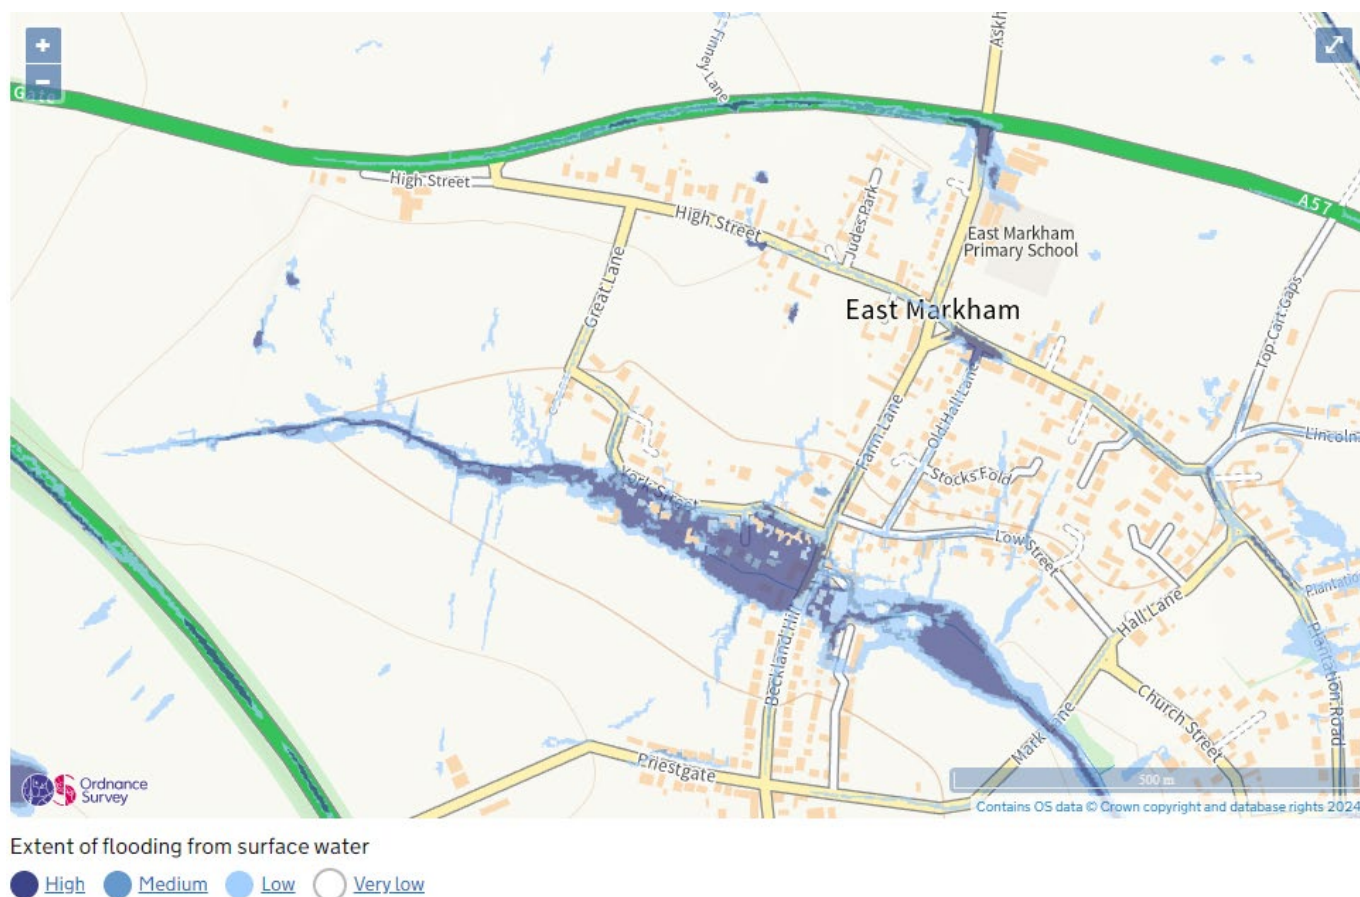 +
−
Gate
Finney Lane
Askh
A57
High Street
High Street
Judes Park
East Markham
Primary School
Great Lane
East Markham
Top Cart Gaps
Farm Lane
Old Hall Lane
Lincoln
York Street
Stocks Fold
Low Street
Plantatio
Hall Lane
Beckland Hil
Plantation Road
Church Street
Mark Lane
Priestgate
Ordnance
Survey
500 m
Contains OS data © Crown copyright and database rights 2024
Extent of flooding from surface water
High Medium Low Very low